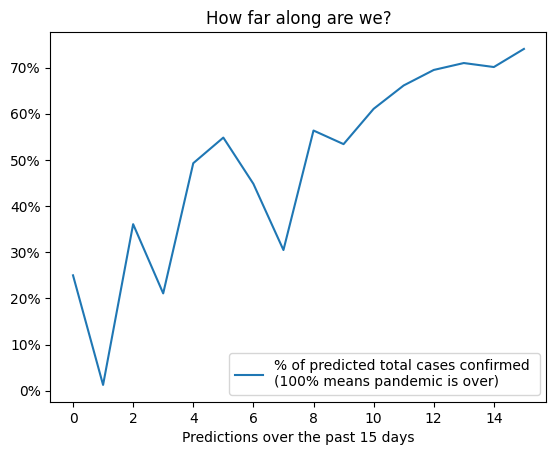 How far along are we?
70%
60%
50%
40%
30%
20%
10%
0%
% of predicted total cases confirmed
(100% means pandemic is over)
0 2 4 6 8 10 12 14
Predictions over the past 15 days